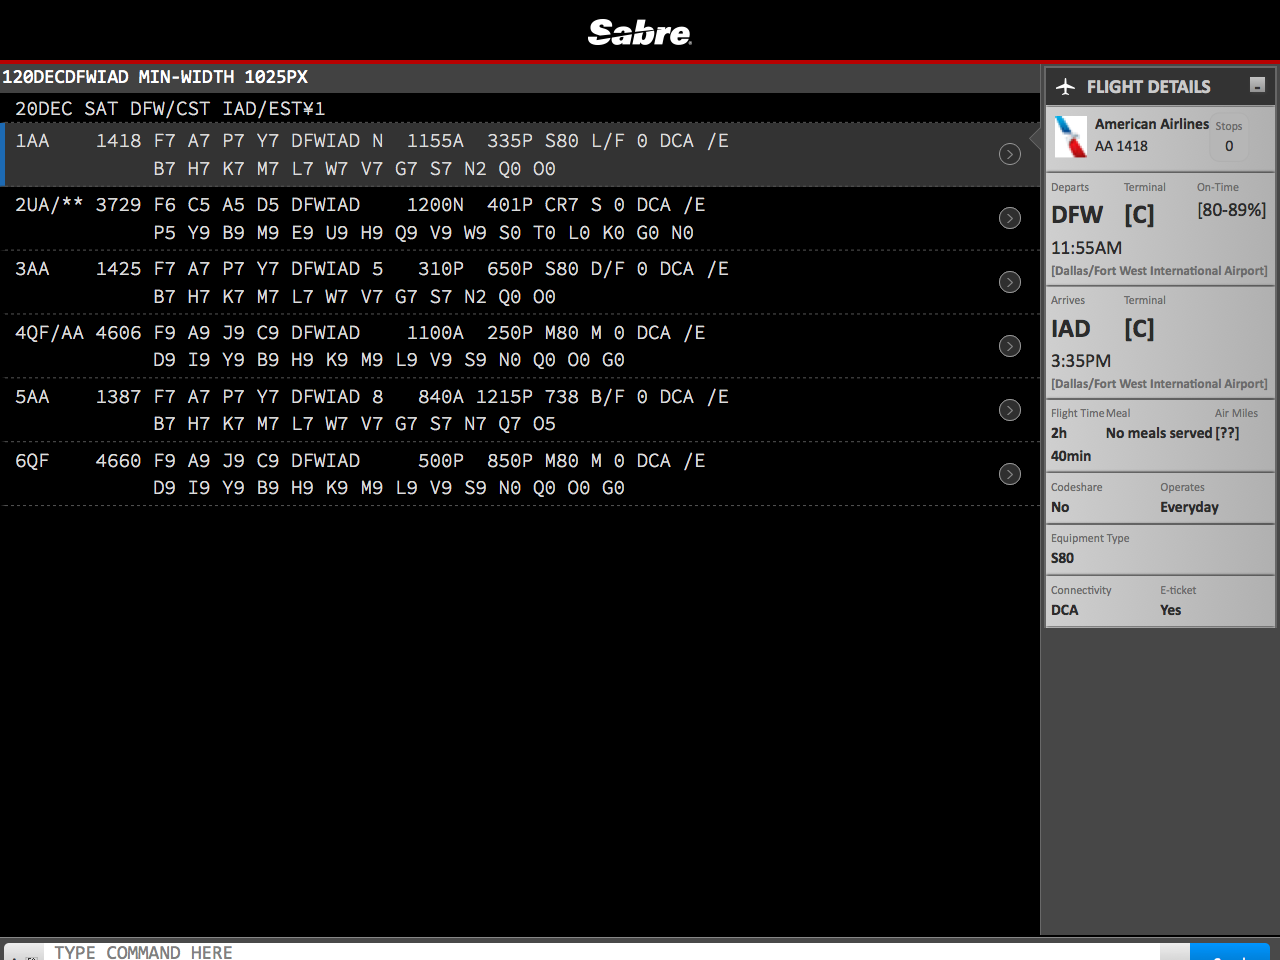 Sabre
120DECDFWIAD MIN-WIDTH 1025PX
20DEC SAT DFW/CST IAD/EST¥1
1AA 1418 F7 A7 P7 Y7 DFWIAD N 1155A 335P S80 L/F 0 DCA /E
B7 H7 K7 M7 L7 W7 V7 G7 S7 N2 Q0 O0
2UA/** 3729 F6 C5 A5 D5 DFWIAD 1200N 401P CR7 S 0 DCA /E
P5 Y9 B9 M9 E9 U9 H9 Q9 V9 W9 S0 T0 L0 K0 G0 N0
3AA 1425 F7 A7 P7 Y7 DFWIAD 5 310P 650P S80 D/F 0 DCA /E
B7 H7 K7 M7 L7 W7 V7 G7 S7 N2 Q0 O0
4QF/AA 4606 F9 A9 J9 C9 DFWIAD 1100A 250P M80 M 0 DCA /E
D9 I9 Y9 B9 H9 K9 M9 L9 V9 S9 N0 Q0 O0 G0
5AA 1387 F7 A7 P7 Y7 DFWIAD 8 840A 1215P 738 B/F 0 DCA /E
B7 H7 K7 M7 L7 W7 V7 G7 S7 N7 Q7 O5
6QF 4660 F9 A9 J9 C9 DFWIAD 500P 850P M80 M 0 DCA /E
D9 I9 Y9 B9 H9 K9 M9 L9 V9 S9 N0 Q0 O0 G0
FLIGHT DETAILS
American Airlines Stops
AA 1418 0
Departs Terminal On-Time
DFW [C] [80-89%]
11:55AM
[Dallas/Fort West International Airport]
Arrives Terminal
IAD [C]
3:35PM
[Dallas/Fort West International Airport]
Flight Time Meal Air Miles
2h No meals served [??]
40min
Codeshare Operates
No Everyday
Equipment Type
S80
Connectivity E-ticket
DCA Yes
TYPE COMMAND HERE